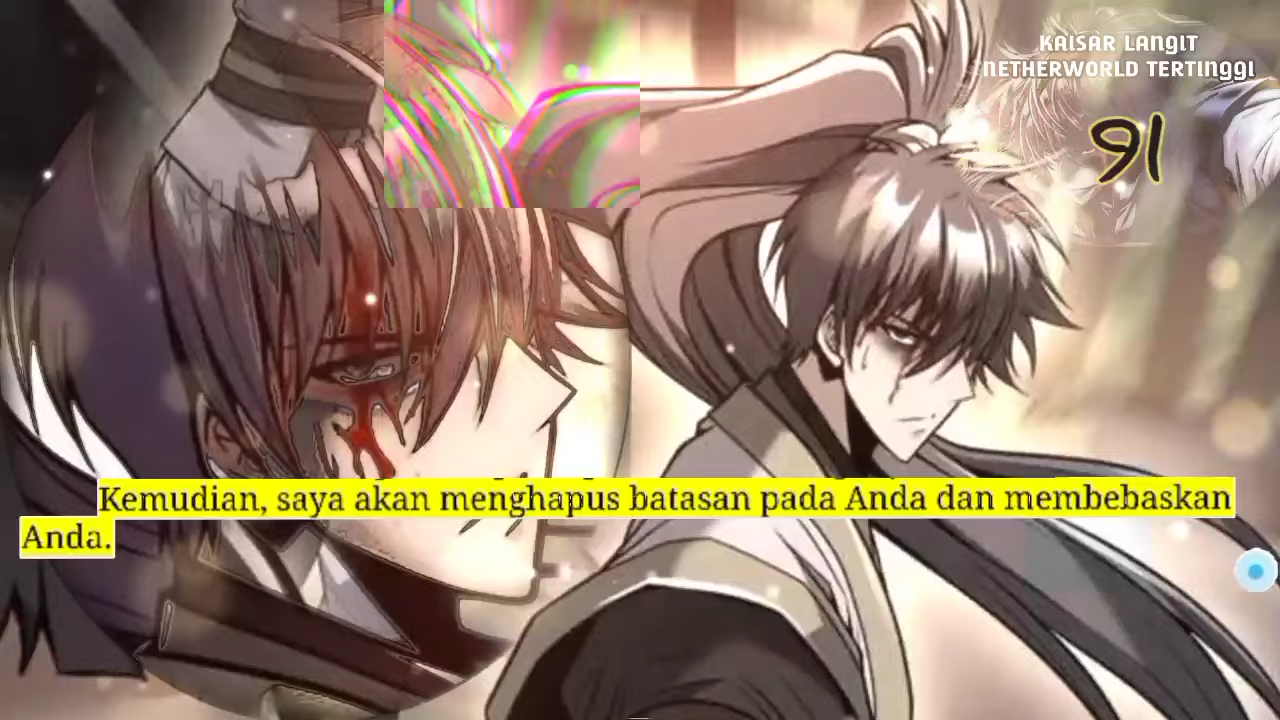 KAISAR LANGIT
NETHERWORLD TERTINGGI
91
Kemudian, saya akan menghapus batasan pada Anda dan membebaskan
Anda.